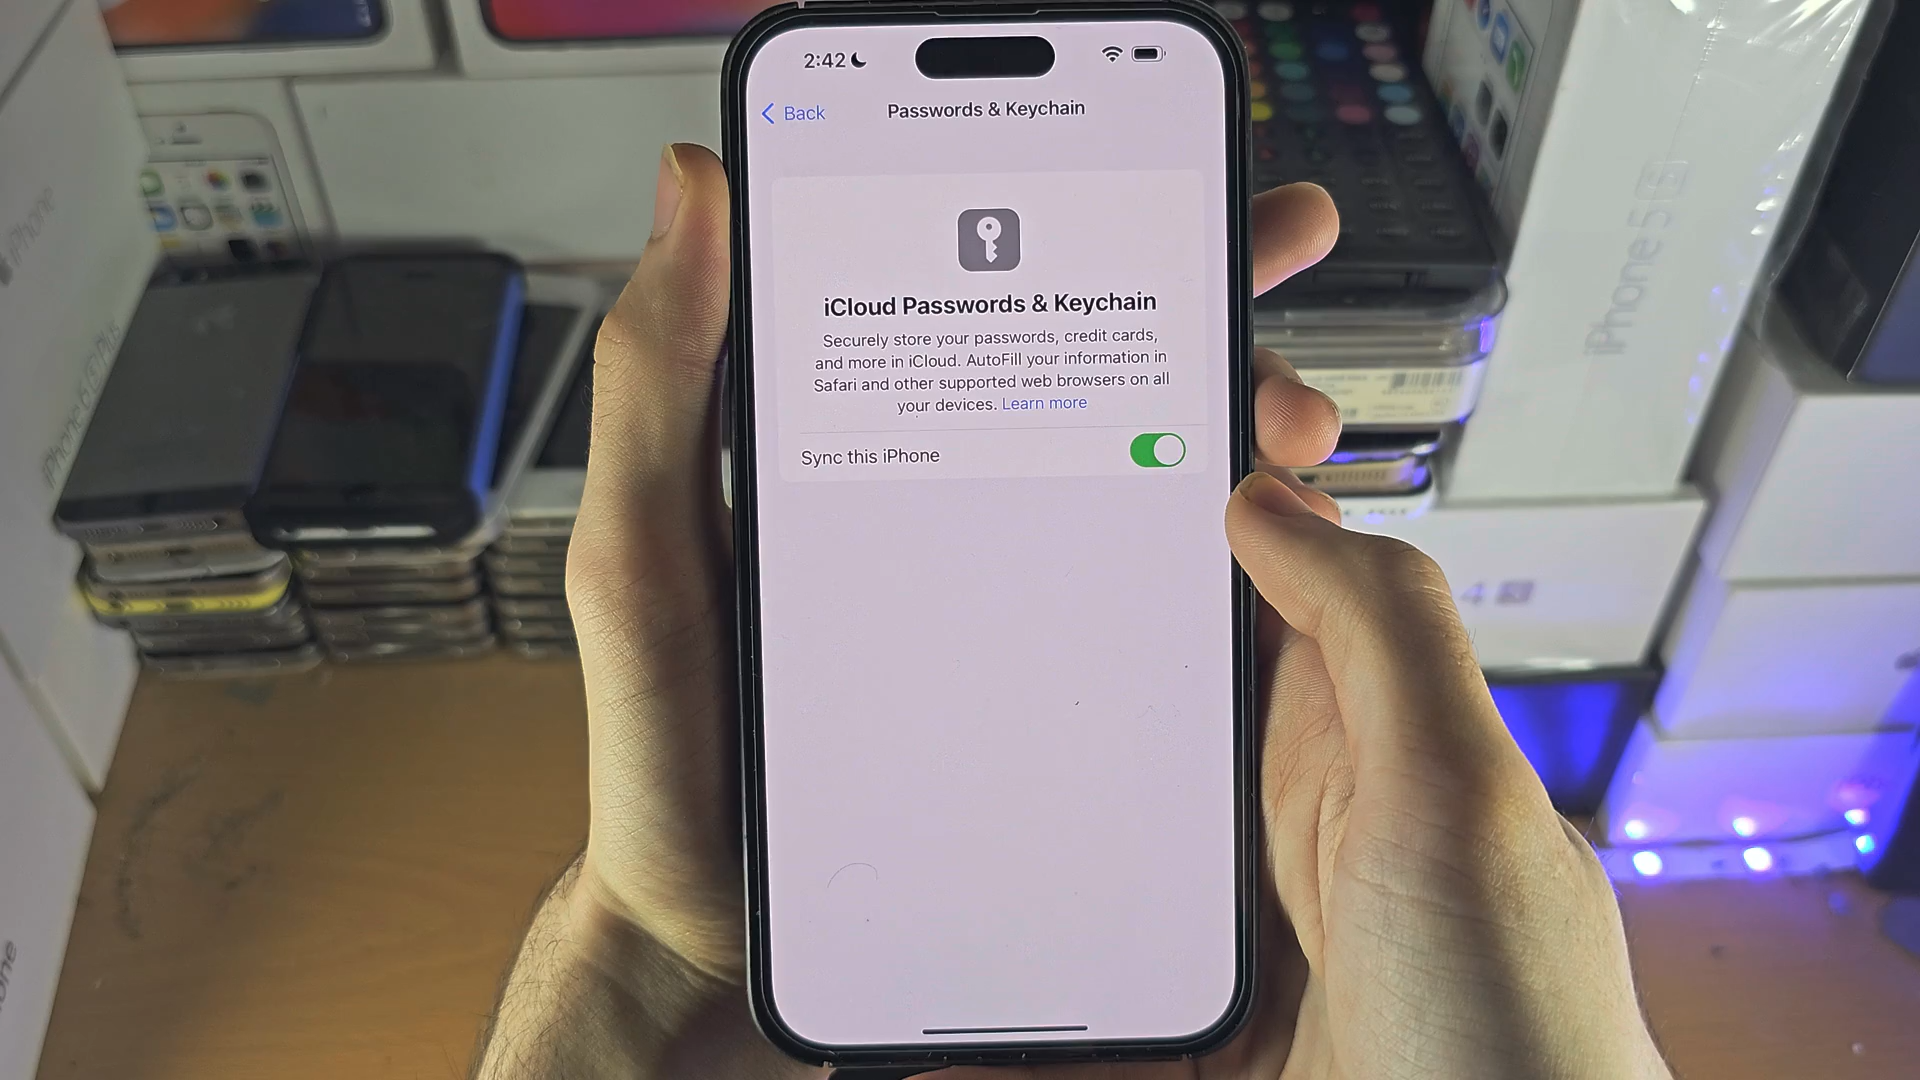 2:42
Back
Passwords & Keychain
iCloud Passwords & Keychain
Securely store your passwords, credit cards,
and more in iCloud. AutoFill your information in
Safari and other supported web browsers on all
your devices. Learn more
Sync this iPhone
iPhone
iPhone 6s Plus
iPhone 5s
4s